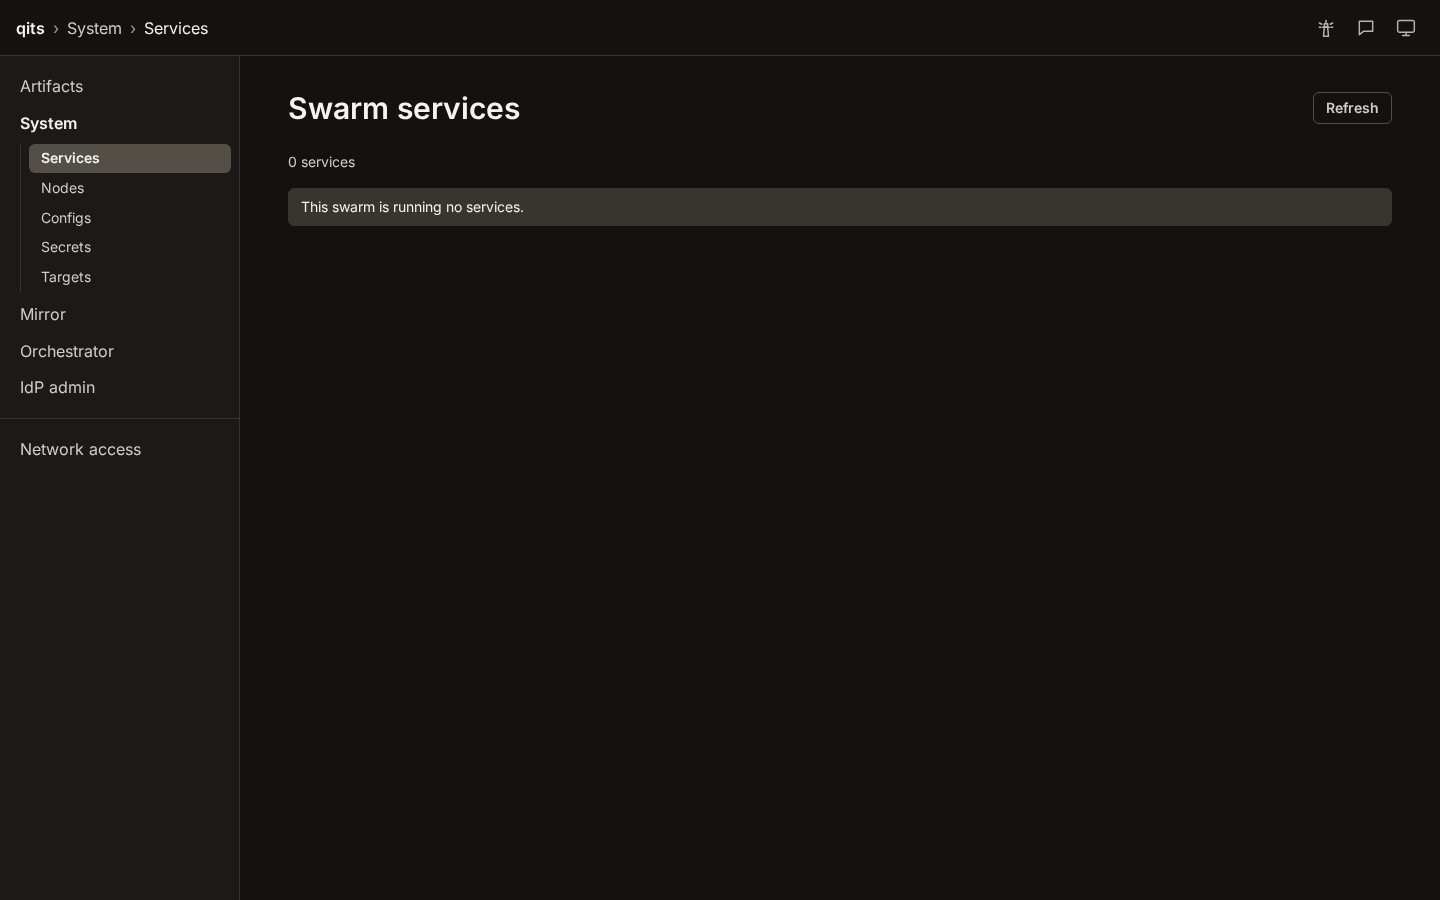 qits › System › Services
Artifacts
System
Services
Nodes
Configs
Secrets
Targets
Mirror
Orchestrator
IdP admin
Network access
Swarm services
Refresh
0 services
This swarm is running no services.